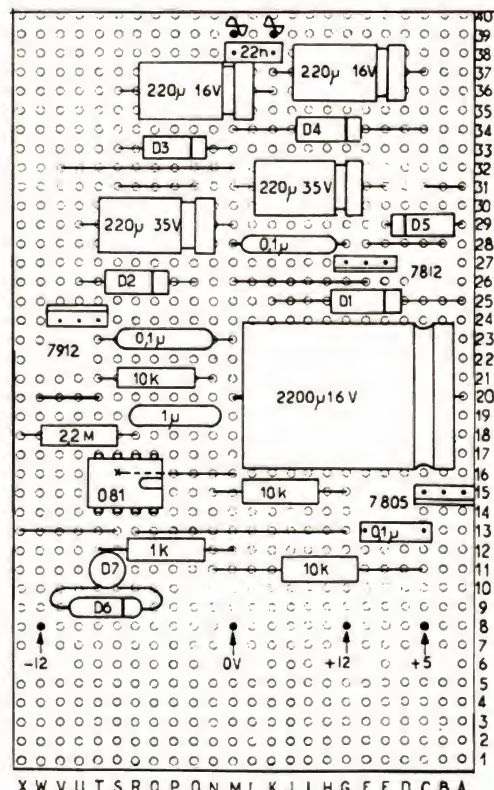 40
39
22n 38
220µ 16V 220µ 16V 37
36
35
D4 34
D3 33
32
220µ 35V 31
30
220µ 35V D5 29
0,1µ 28
7812 27
D2 26
D1 25
24
0,1µ 23
7912 22
10k 21
2200µ16V 20
1µ 19
2,2M 18
17
16
081 10k 7805 15
14
0,1µ 13
1k 12
D7 10k 11
10
D6 9
8
-12 0V +12 +5 7
6
5
4
3
2
1
X W V U T S R Q P O N M L K J I H G F E D C B A